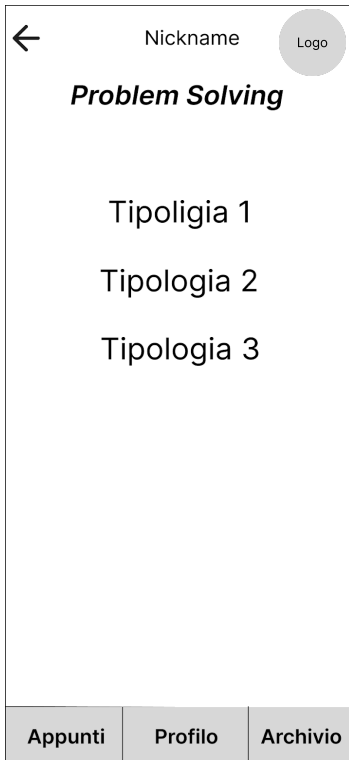 Nickname
Logo
Problem Solving
Tipoligia 1
Tipologia 2
Tipologia 3
Appunti Profilo Archivio